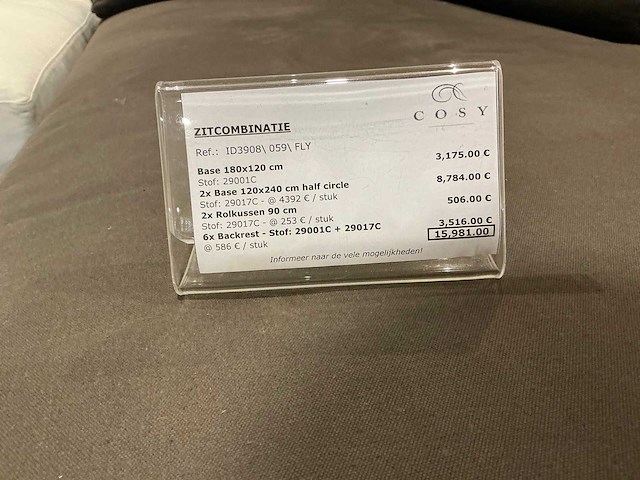 COSY
ZITCOMBINATIE
Ref.: ID3908\ 059\ FLY
Base 180x120 cm 3,175.00 €
Stof: 29001C
2x Base 120x240 cm half circle 8,784.00 €
Stof: 29017C - @ 4392 € / stuk
2x Rolkussen 90 cm 506.00 €
Stof: 29017C - @ 253 € / stuk
6x Backrest - Stof: 29001C + 29017C 3,516.00 €
@ 586 € / stuk 15,981.00
Informeer naar de vele mogelijkheden!